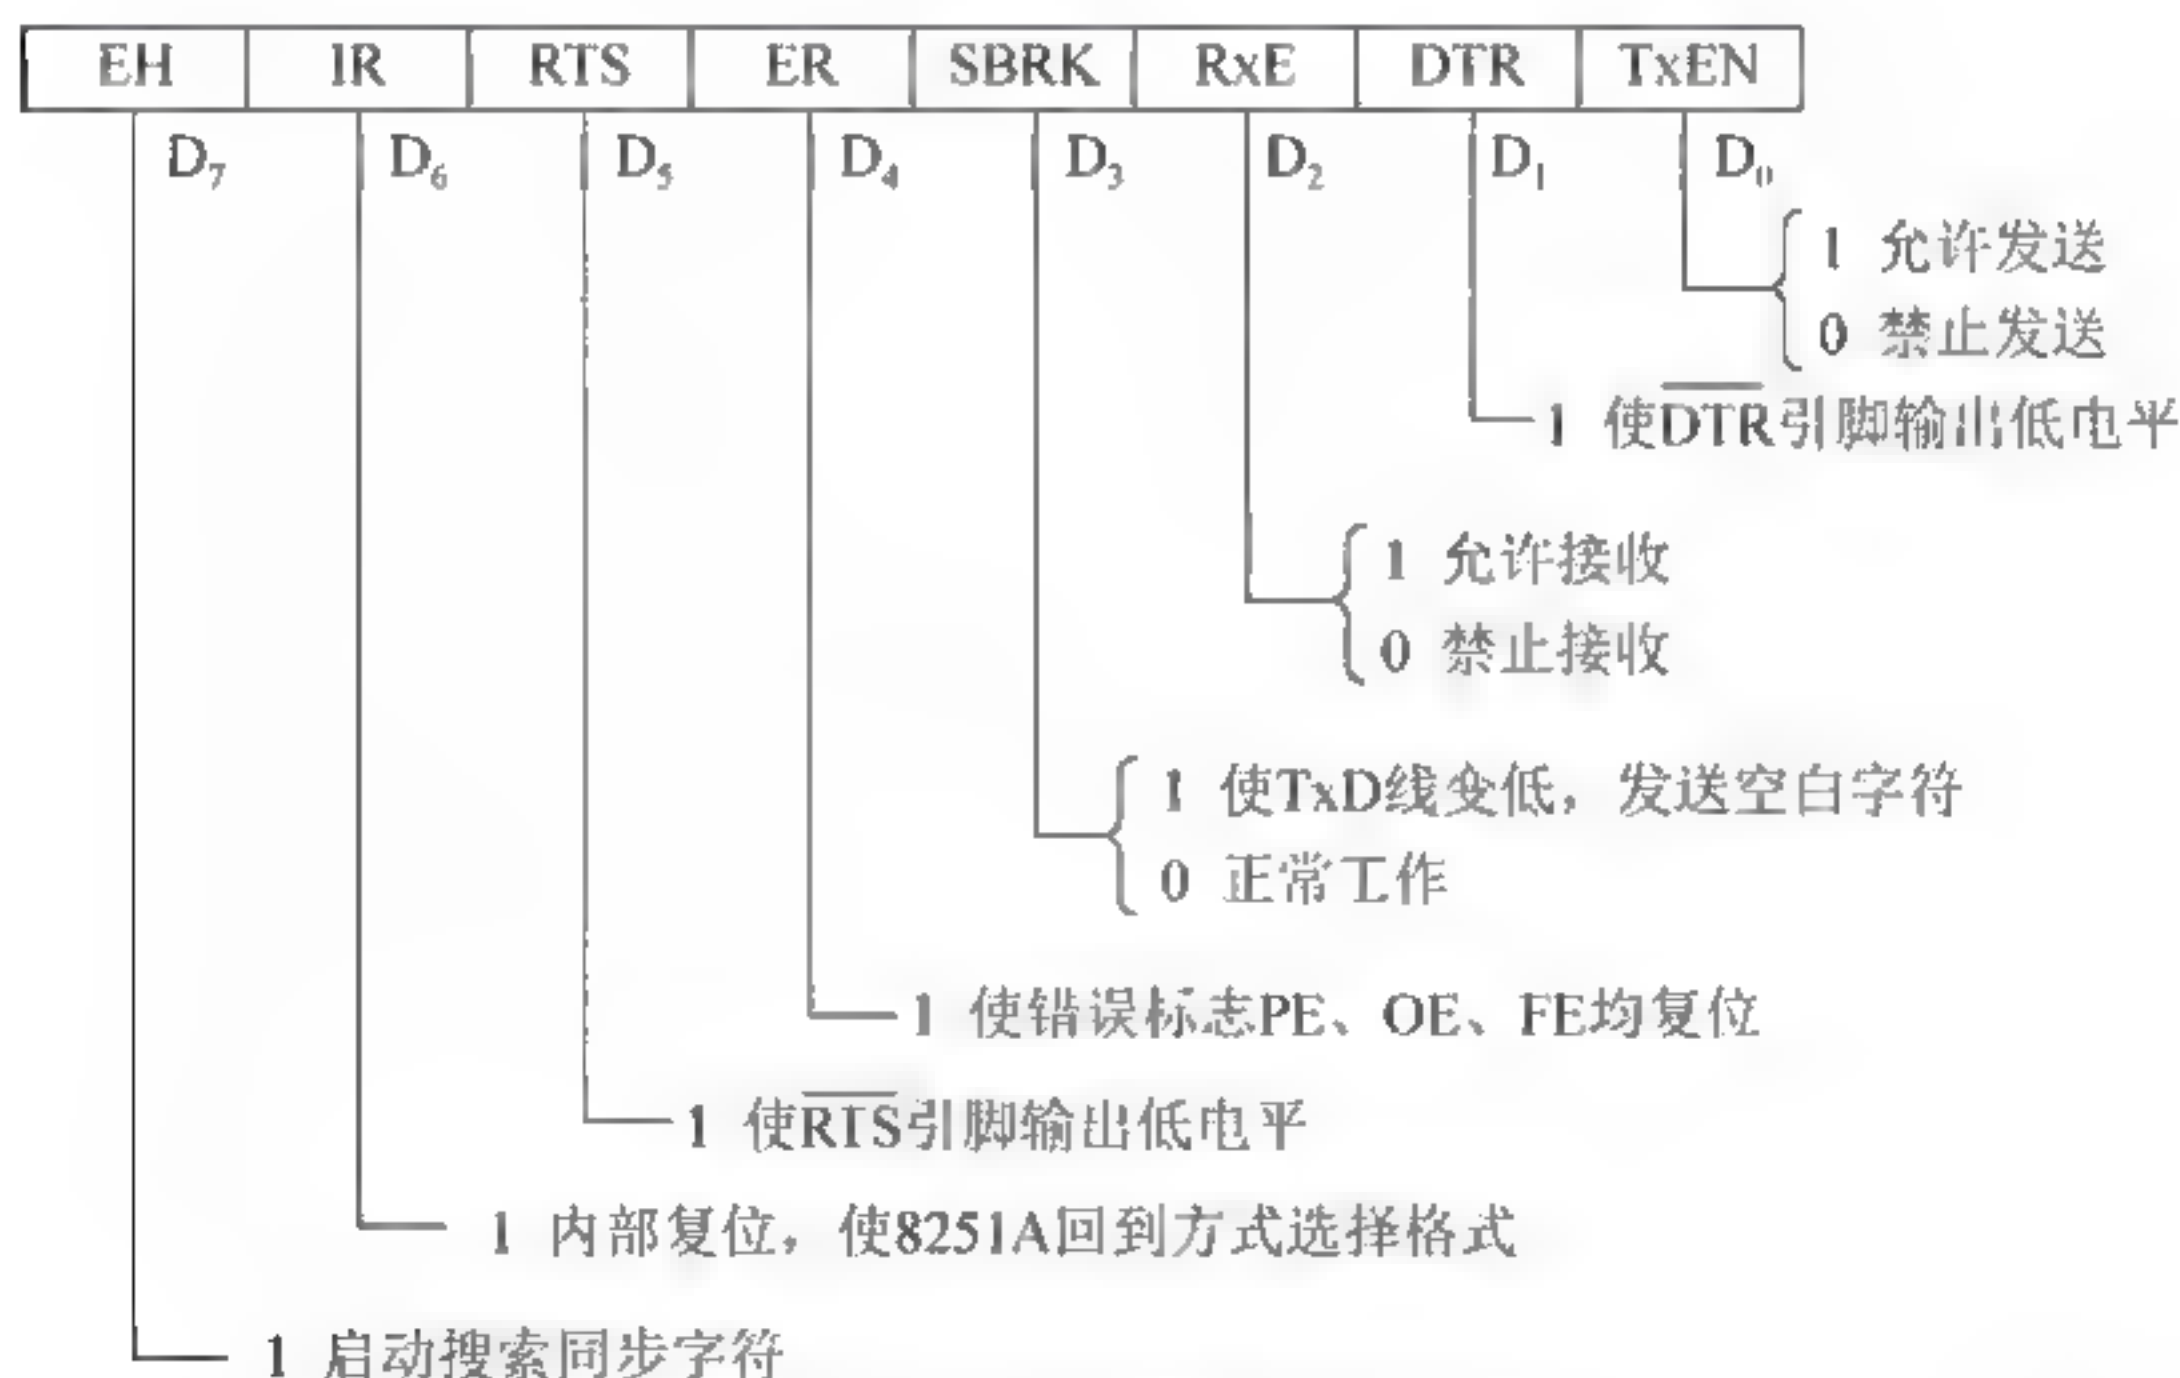 EH IR RTS ER SBRK RxE DTR TxEN
D₇ D₆ D₅ D₄ D₃ D₂ D₁ D₀
1 允许发送
0 禁止发送
1 使D̅T̅R̅引脚输出低电平
1 允许接收
0 禁止接收
1 使TxD线变低，发送空白字符
0 正常工作
1 使错误标志PE、OE、FE均复位
1 使R̅T̅S̅引脚输出低电平
1 内部复位，使8251A回到方式选择格式
1 启动搜索同步字符